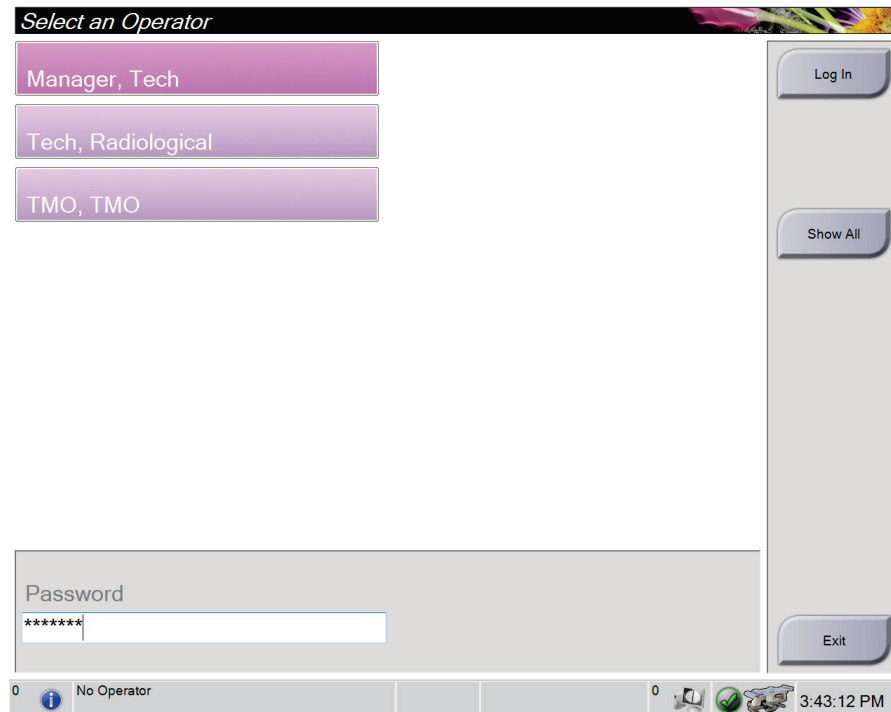 Select an Operator
Manager, Tech
Log In
Tech, Radiological
TMO, TMO
Show All
Password
*******
Exit
0 No Operator 0 3:43:12 PM